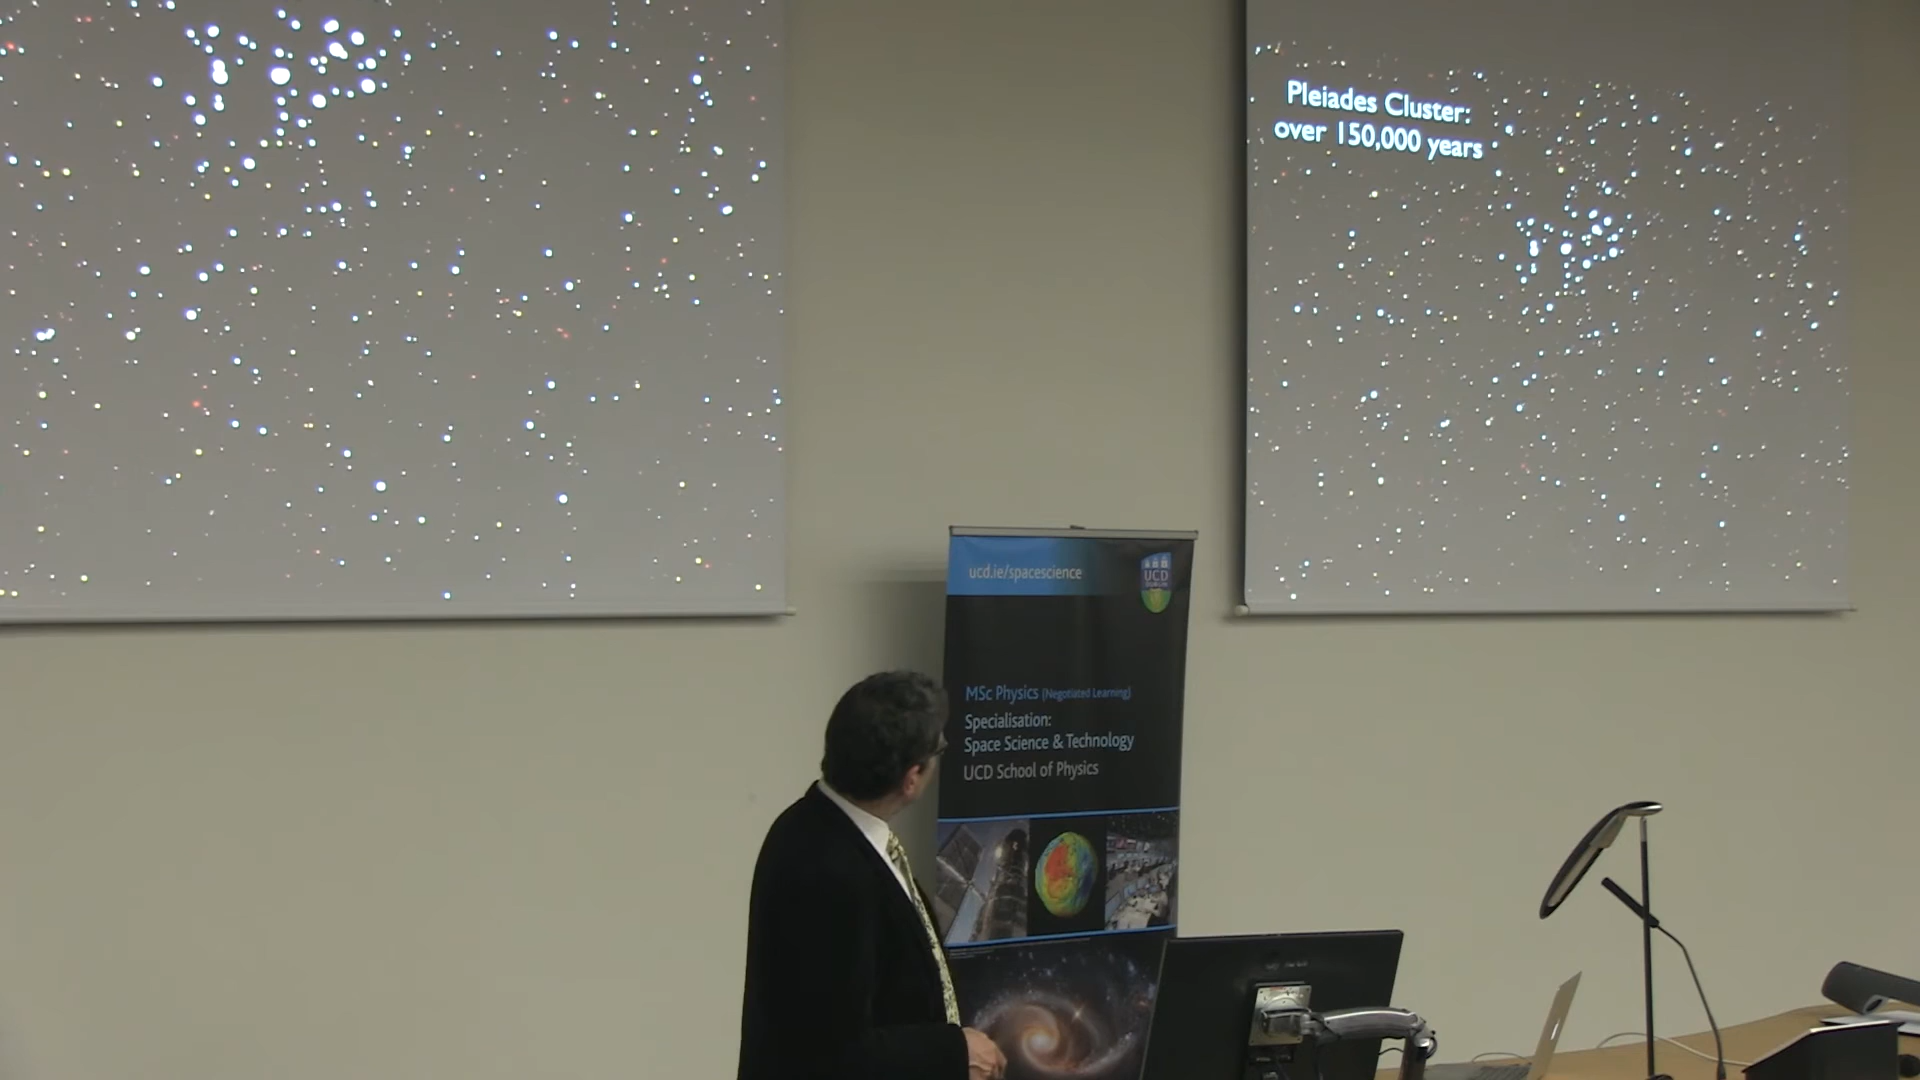 Pleiades Cluster:
over 150,000 years
ucd.ie/spacescience
UCD
DUBLIN
MSc Physics (Negotiated Learning)
Specialisation:
Space Science & Technology
UCD School of Physics